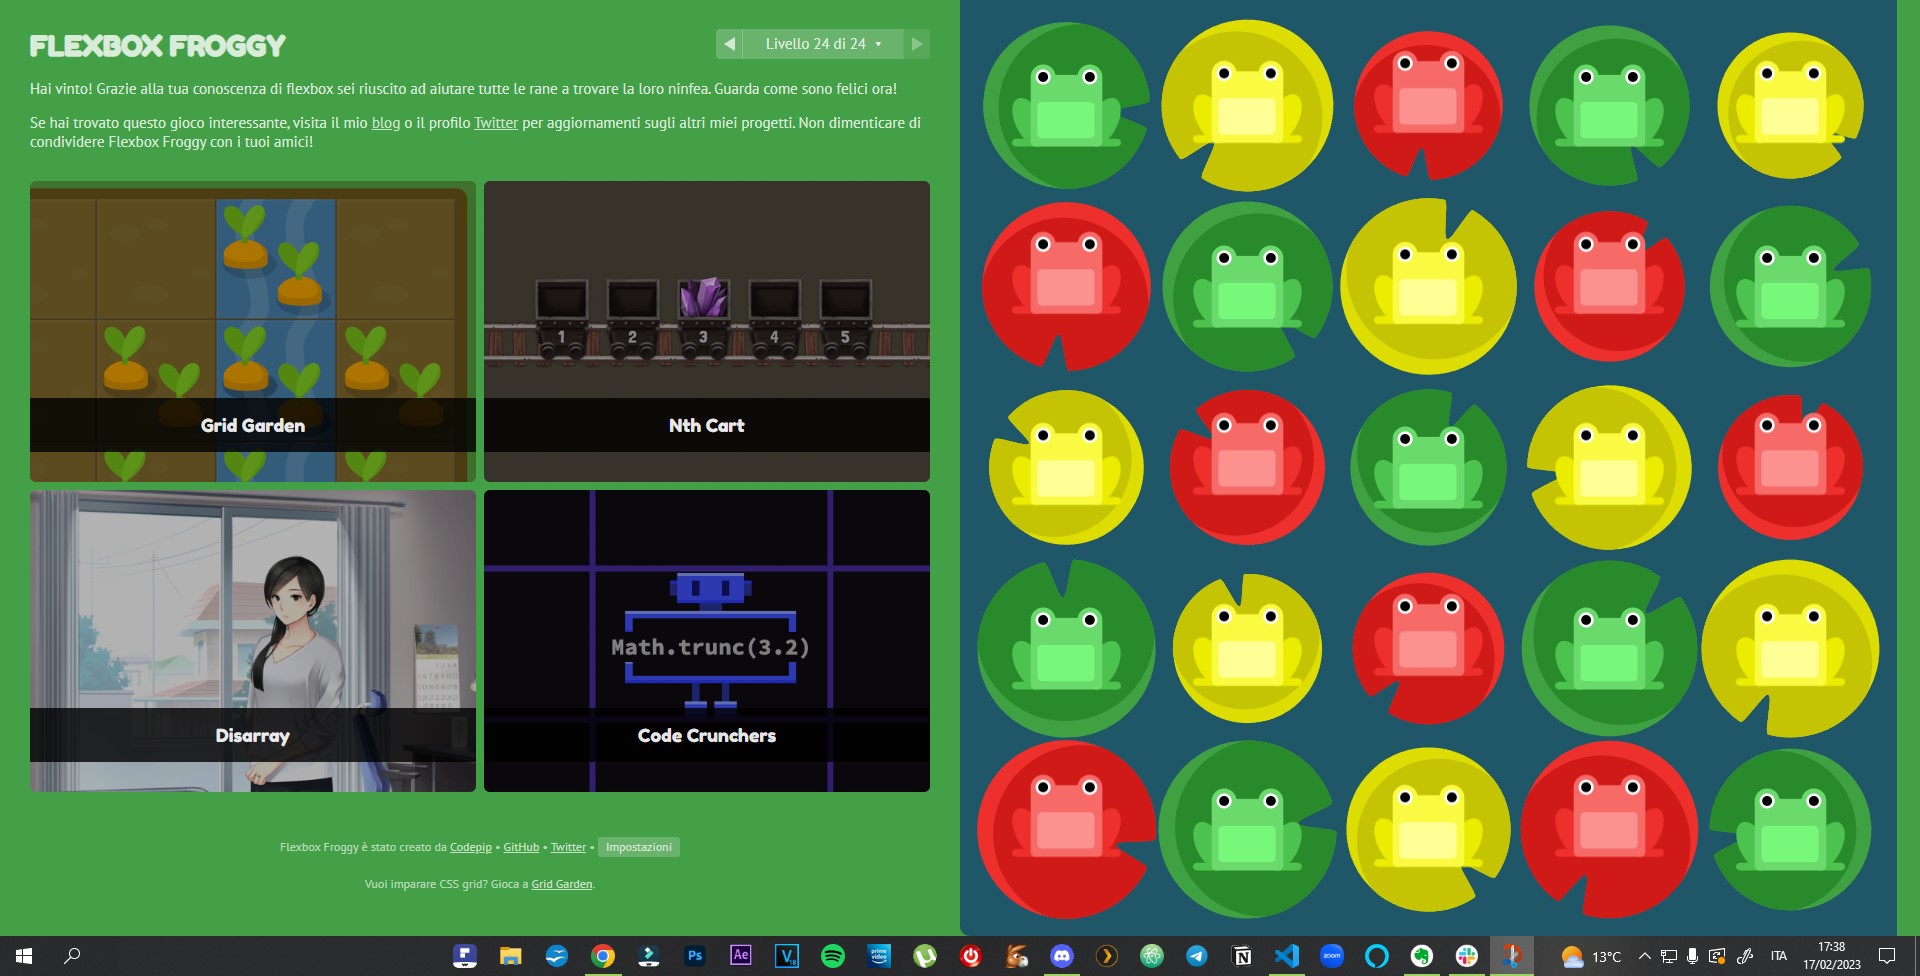 FLEXBOX FROGGY
Livello 24 di 24
Hai vinto! Grazie alla tua conoscenza di flexbox sei riuscito ad aiutare tutte le rane a trovare la loro ninfea. Guarda come sono felici ora!
Se hai trovato questo gioco interessante, visita il mio blog o il profilo Twitter per aggiornamenti sugli altri miei progetti. Non dimenticare di
condividere Flexbox Froggy con i tuoi amici!
Grid Garden
1 2 3 4 5
Nth Cart
Disarray
Math.trunc(3.2)
Code Crunchers
Flexbox Froggy è stato creato da Codepip • GitHub • Twitter • Impostazioni
Vuoi imparare CSS grid? Gioca a Grid Garden.
Ps
Ae
prime video
zoom
13°C
ITA
17:38
17/02/2023